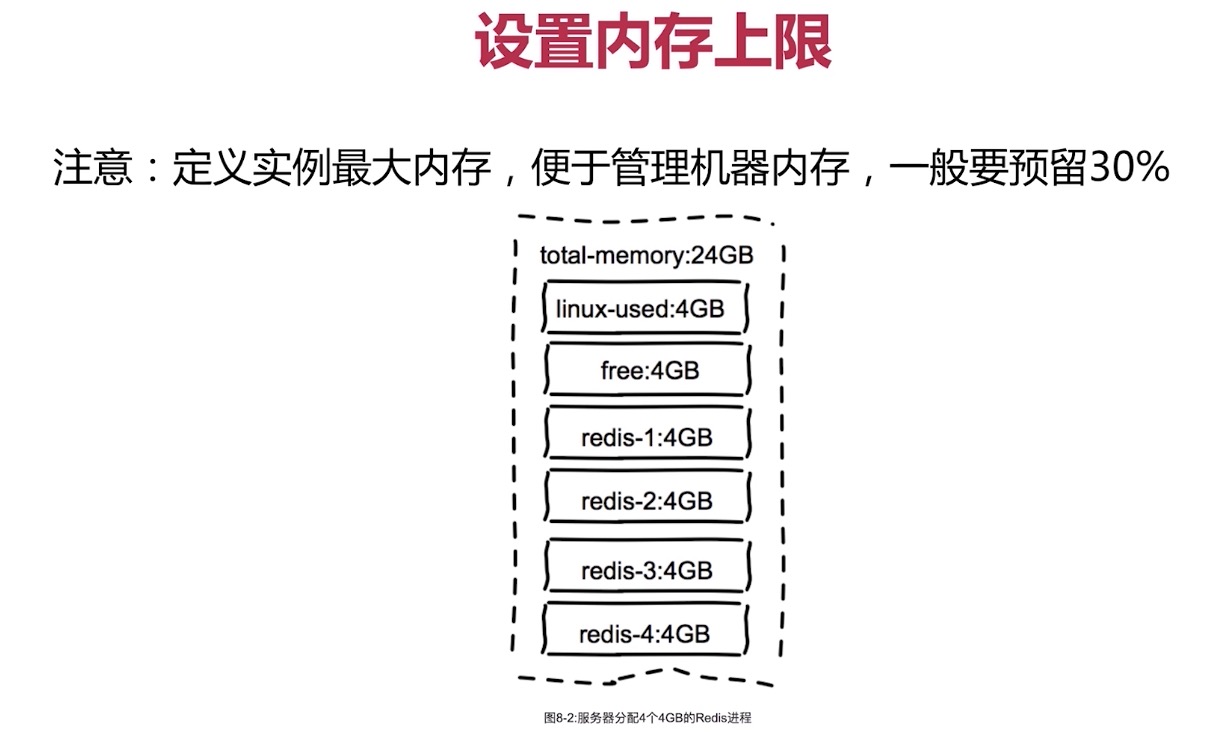 设置内存上限
注意：定义实例最大内存，便于管理机器内存，一般要预留30%
total-memory:24GB
linux-used:4GB
free:4GB
redis-1:4GB
redis-2:4GB
redis-3:4GB
redis-4:4GB
图8-2:服务器分配4个4GB的Redis进程